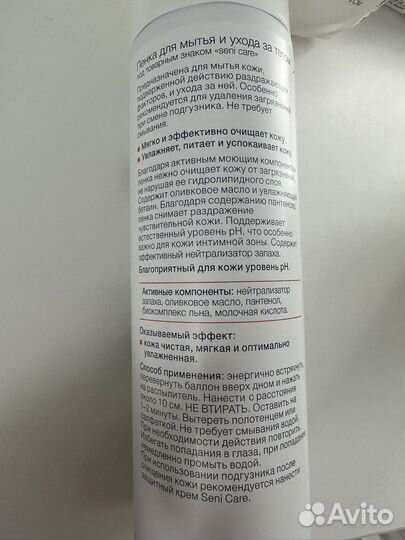 Пенка для мытья и ухода за телом
под товарным знаком «seni care»
Предназначена для мытья кожи,
подверженной действию раздражающих
факторов, и ухода за ней. Особенно
рекомендуется для удаления загрязнений
при смене подгузника. Не требует
смывания.
Мягко и эффективно очищает кожу.
Увлажняет, питает и успокаивает кожу.
Благодаря активным моющим компонентам
пенка нежно очищает кожу от загрязнений,
не нарушая ее гидролипидного слоя.
Содержит оливковое масло и увлажняющий
бетаин. Благодаря содержанию пантенола
пенка снимает раздражение
чувствительной кожи. Поддерживает
естественный уровень pH, что особенно
важно для кожи интимной зоны. Содержит
эффективный нейтрализатор запаха.
Благоприятный для кожи уровень pH.
Активные компоненты: нейтрализатор
запаха, оливковое масло, пантенол,
биокомплекс льна, молочная кислота.
Оказываемый эффект:
кожа чистая, мягкая и оптимально
увлажненная.
Способ применения: энергично встряхнуть,
перевернуть баллон вверх дном и нажать
на распылитель. Нанести с расстояния
около 10 см. НЕ ВТИРАТЬ. Оставить на
1-2 минуты. Вытереть полотенцем или
салфеткой. Не требует смывания водой.
При необходимости действия повторить.
Избегать попадания в глаза, при попадании
немедленно промыть водой.
При использовании подгузника после
очищения кожи рекомендуется нанести
защитный крем Seni Care.
Avito